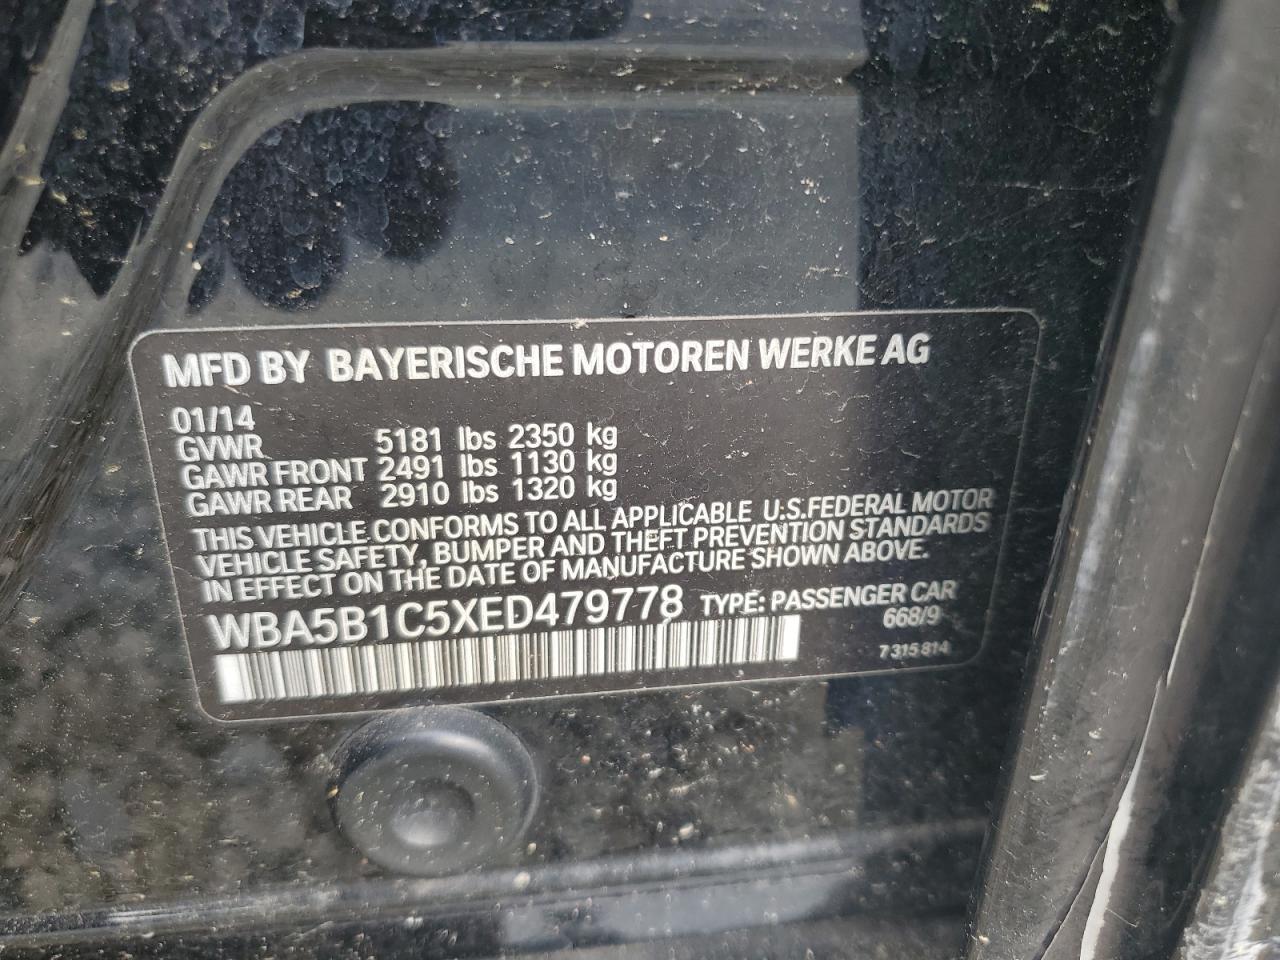 MFD BY BAYERISCHE MOTOREN WERKE AG
01/14
GVWR 5181 lbs 2350 kg
GAWR FRONT 2491 lbs 1130 kg
GAWR REAR 2910 lbs 1320 kg
THIS VEHICLE CONFORMS TO ALL APPLICABLE U.S.FEDERAL MOTOR
VEHICLE SAFETY, BUMPER AND THEFT PREVENTION STANDARDS
IN EFFECT ON THE DATE OF MANUFACTURE SHOWN ABOVE.
WBA5B1C5XED479778 TYPE: PASSENGER CAR
668/9
7 315 814